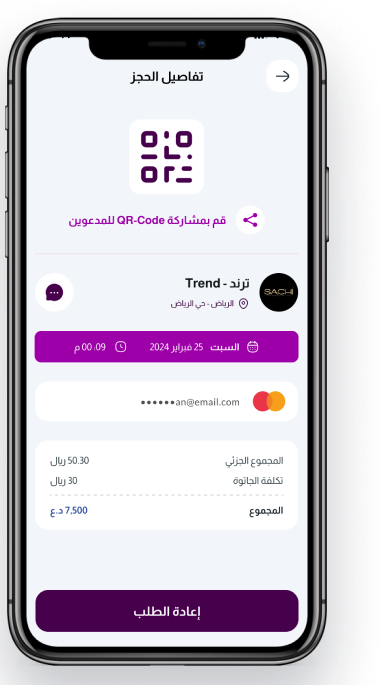 تفاصيل الحجز
قم بمشاركة QR-Code للمدعوين
ترند - Trend
SACHI
الرياض - حي الرياض
السبت 25 فبراير 2024 09:00 م
an@email.com••••••
المجموع الجزئي 50.30 ريال
تكلفة الجاتوة 30 ريال
المجموع 7,500 د.ع
إعادة الطلب